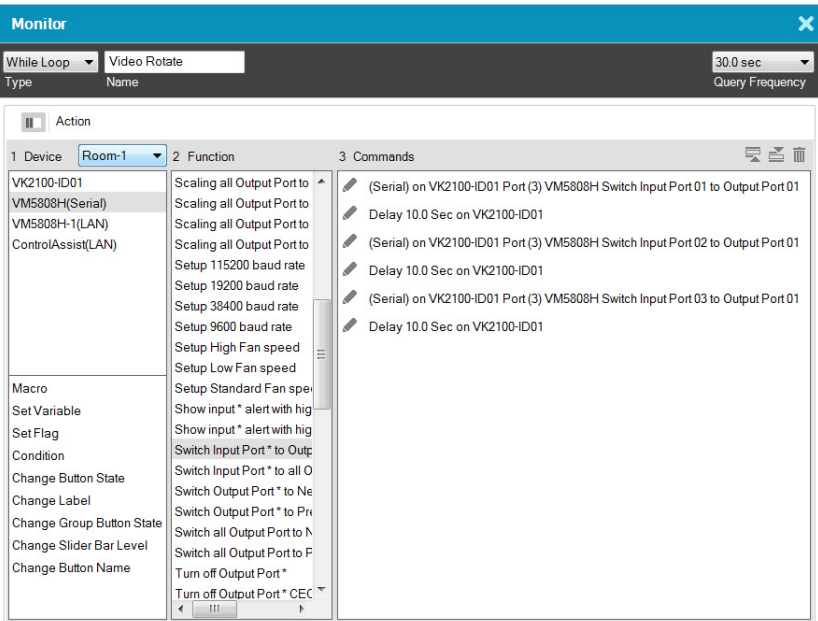 Monitor
While Loop
Video Rotate
30.0 sec
Type
Name
Query Frequency
Action
1 Device
Room-1
2 Function
3 Commands
VK2100-ID01
VM5808H(Serial)
VM5808H-1(LAN)
ControlAssist(LAN)
Macro
Set Variable
Set Flag
Condition
Change Button State
Change Label
Change Group Button State
Change Slider Bar Level
Change Button Name
Scaling all Output Port to
Scaling all Output Port to
Scaling all Output Port to
Scaling all Output Port to
Setup 115200 baud rate
Setup 19200 baud rate
Setup 38400 baud rate
Setup 9600 baud rate
Setup High Fan speed
Setup Low Fan speed
Setup Standard Fan spe
Show input * alert with hig
Show input * alert with hig
Switch Input Port * to Outp
Switch Input Port * to all O
Switch Output Port * to Ne
Switch Output Port * to Pre
Switch all Output Port to N
Switch all Output Port to P
Turn off Output Port *
Turn off Output Port * CEC
(Serial) on VK2100-ID01 Port (3) VM5808H Switch Input Port 01 to Output Port 01
Delay 10.0 Sec on VK2100-ID01
(Serial) on VK2100-ID01 Port (3) VM5808H Switch Input Port 02 to Output Port 01
Delay 10.0 Sec on VK2100-ID01
(Serial) on VK2100-ID01 Port (3) VM5808H Switch Input Port 03 to Output Port 01
Delay 10.0 Sec on VK2100-ID01